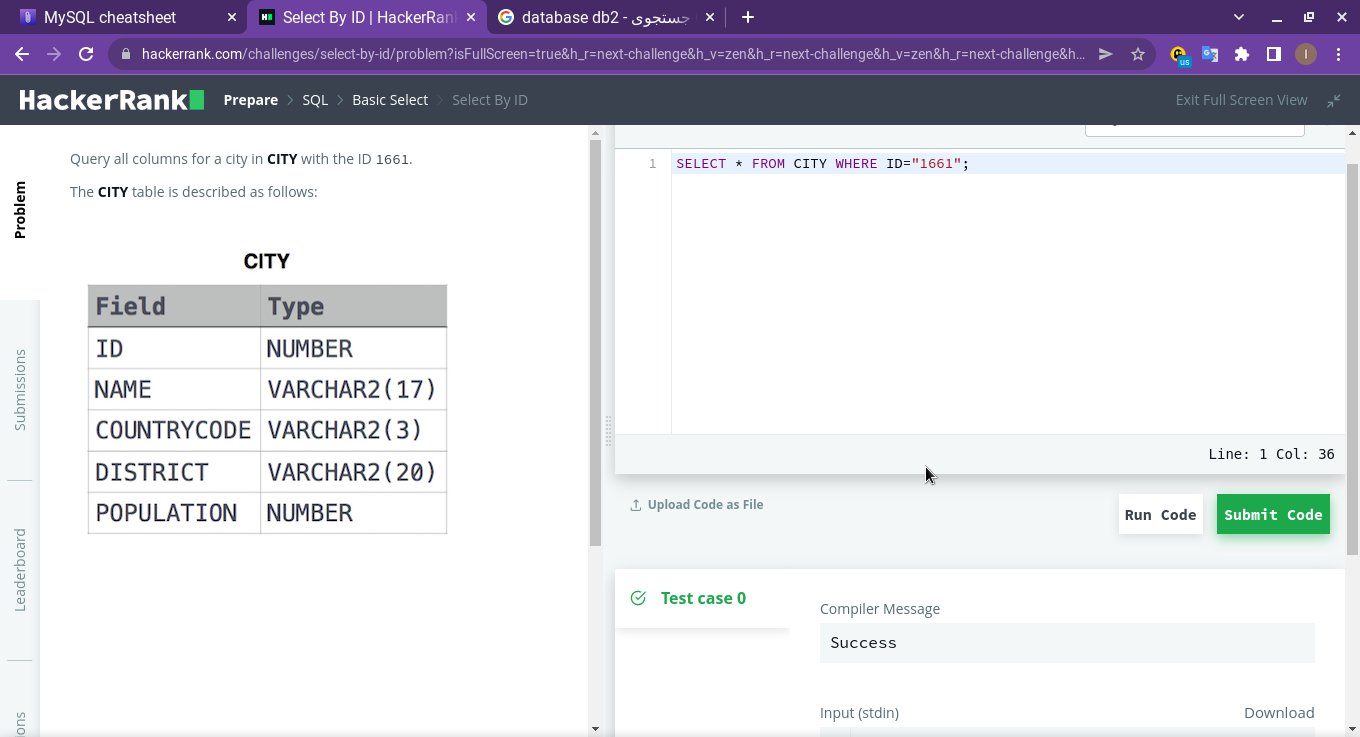 MySQL cheatsheet
Select By ID | HackerRank
database db2 - جستجوی
hackerrank.com/challenges/select-by-id/problem?isFullScreen=true&h_r=next-challenge&h_v=zen&h_r=next-challenge&h_v=zen&h_r=next-challenge&h...
us
I
HackerRank
Prepare > SQL > Basic Select > Select By ID
Exit Full Screen View
Problem
Submissions
Leaderboard
Query all columns for a city in CITY with the ID 1661.
The CITY table is described as follows:
CITY
Field Type
ID NUMBER
NAME VARCHAR2(17)
COUNTRYCODE VARCHAR2(3)
DISTRICT VARCHAR2(20)
POPULATION NUMBER
1 SELECT * FROM CITY WHERE ID="1661";
Line: 1 Col: 36
Upload Code as File
Run Code
Submit Code
Test case 0
Compiler Message
Success
Input (stdin)
Download